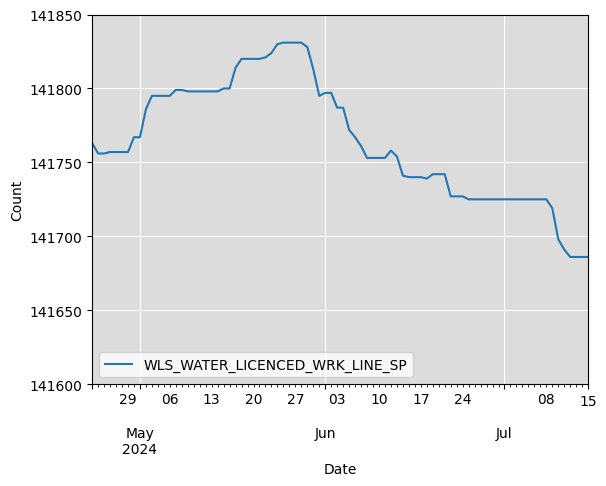 141850
141800
141750
141700
141650
141600
Count
WLS_WATER_LICENCED_WRK_LINE_SP
29 06 13 20 27 03 10 17 24 08 15
May Jun Jul
2024
Date